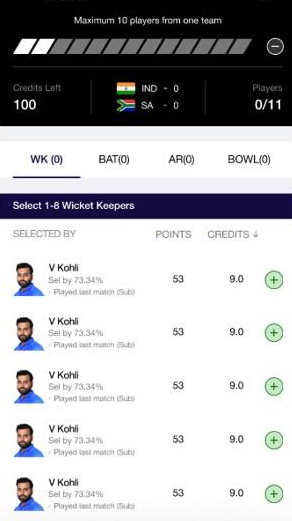 Maximum 10 players from one team
Credits Left
100
IND - 0
SA - 0
Players
0/11
WK (0) BAT(0) AR(0) BOWL(0)
Select 1-8 Wicket Keepers
SELECTED BY POINTS CREDITS ↓
V Kohli
Sel by 73.34%
- Played last match (Sub)
53 9.0
V Kohli
Sel by 73.34%
- Played last match (Sub)
53 9.0
V Kohli
Sel by 73.34%
- Played last match (Sub)
53 9.0
V Kohli
Sel by 73.34%
- Played last match (Sub)
53 9.0
V Kohli
Sel by 73.34%
- Played last match (Sub)
53 9.0